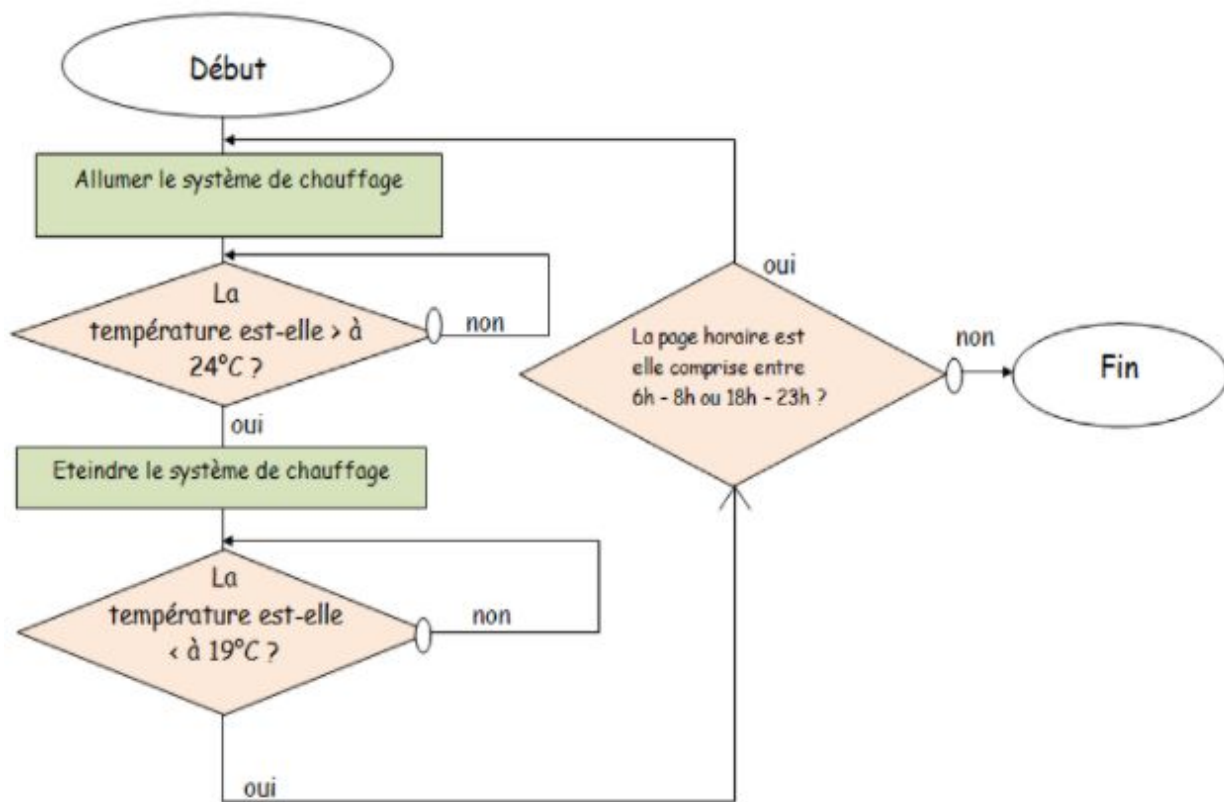 Début
Allumer le système de chauffage
La
température est-elle > à
24°C ?
non
oui
Eteindre le système de chauffage
La
température est-elle
< à 19°C ?
non
oui
La page horaire est
elle comprise entre
6h - 8h ou 18h - 23h ?
oui
non
Fin